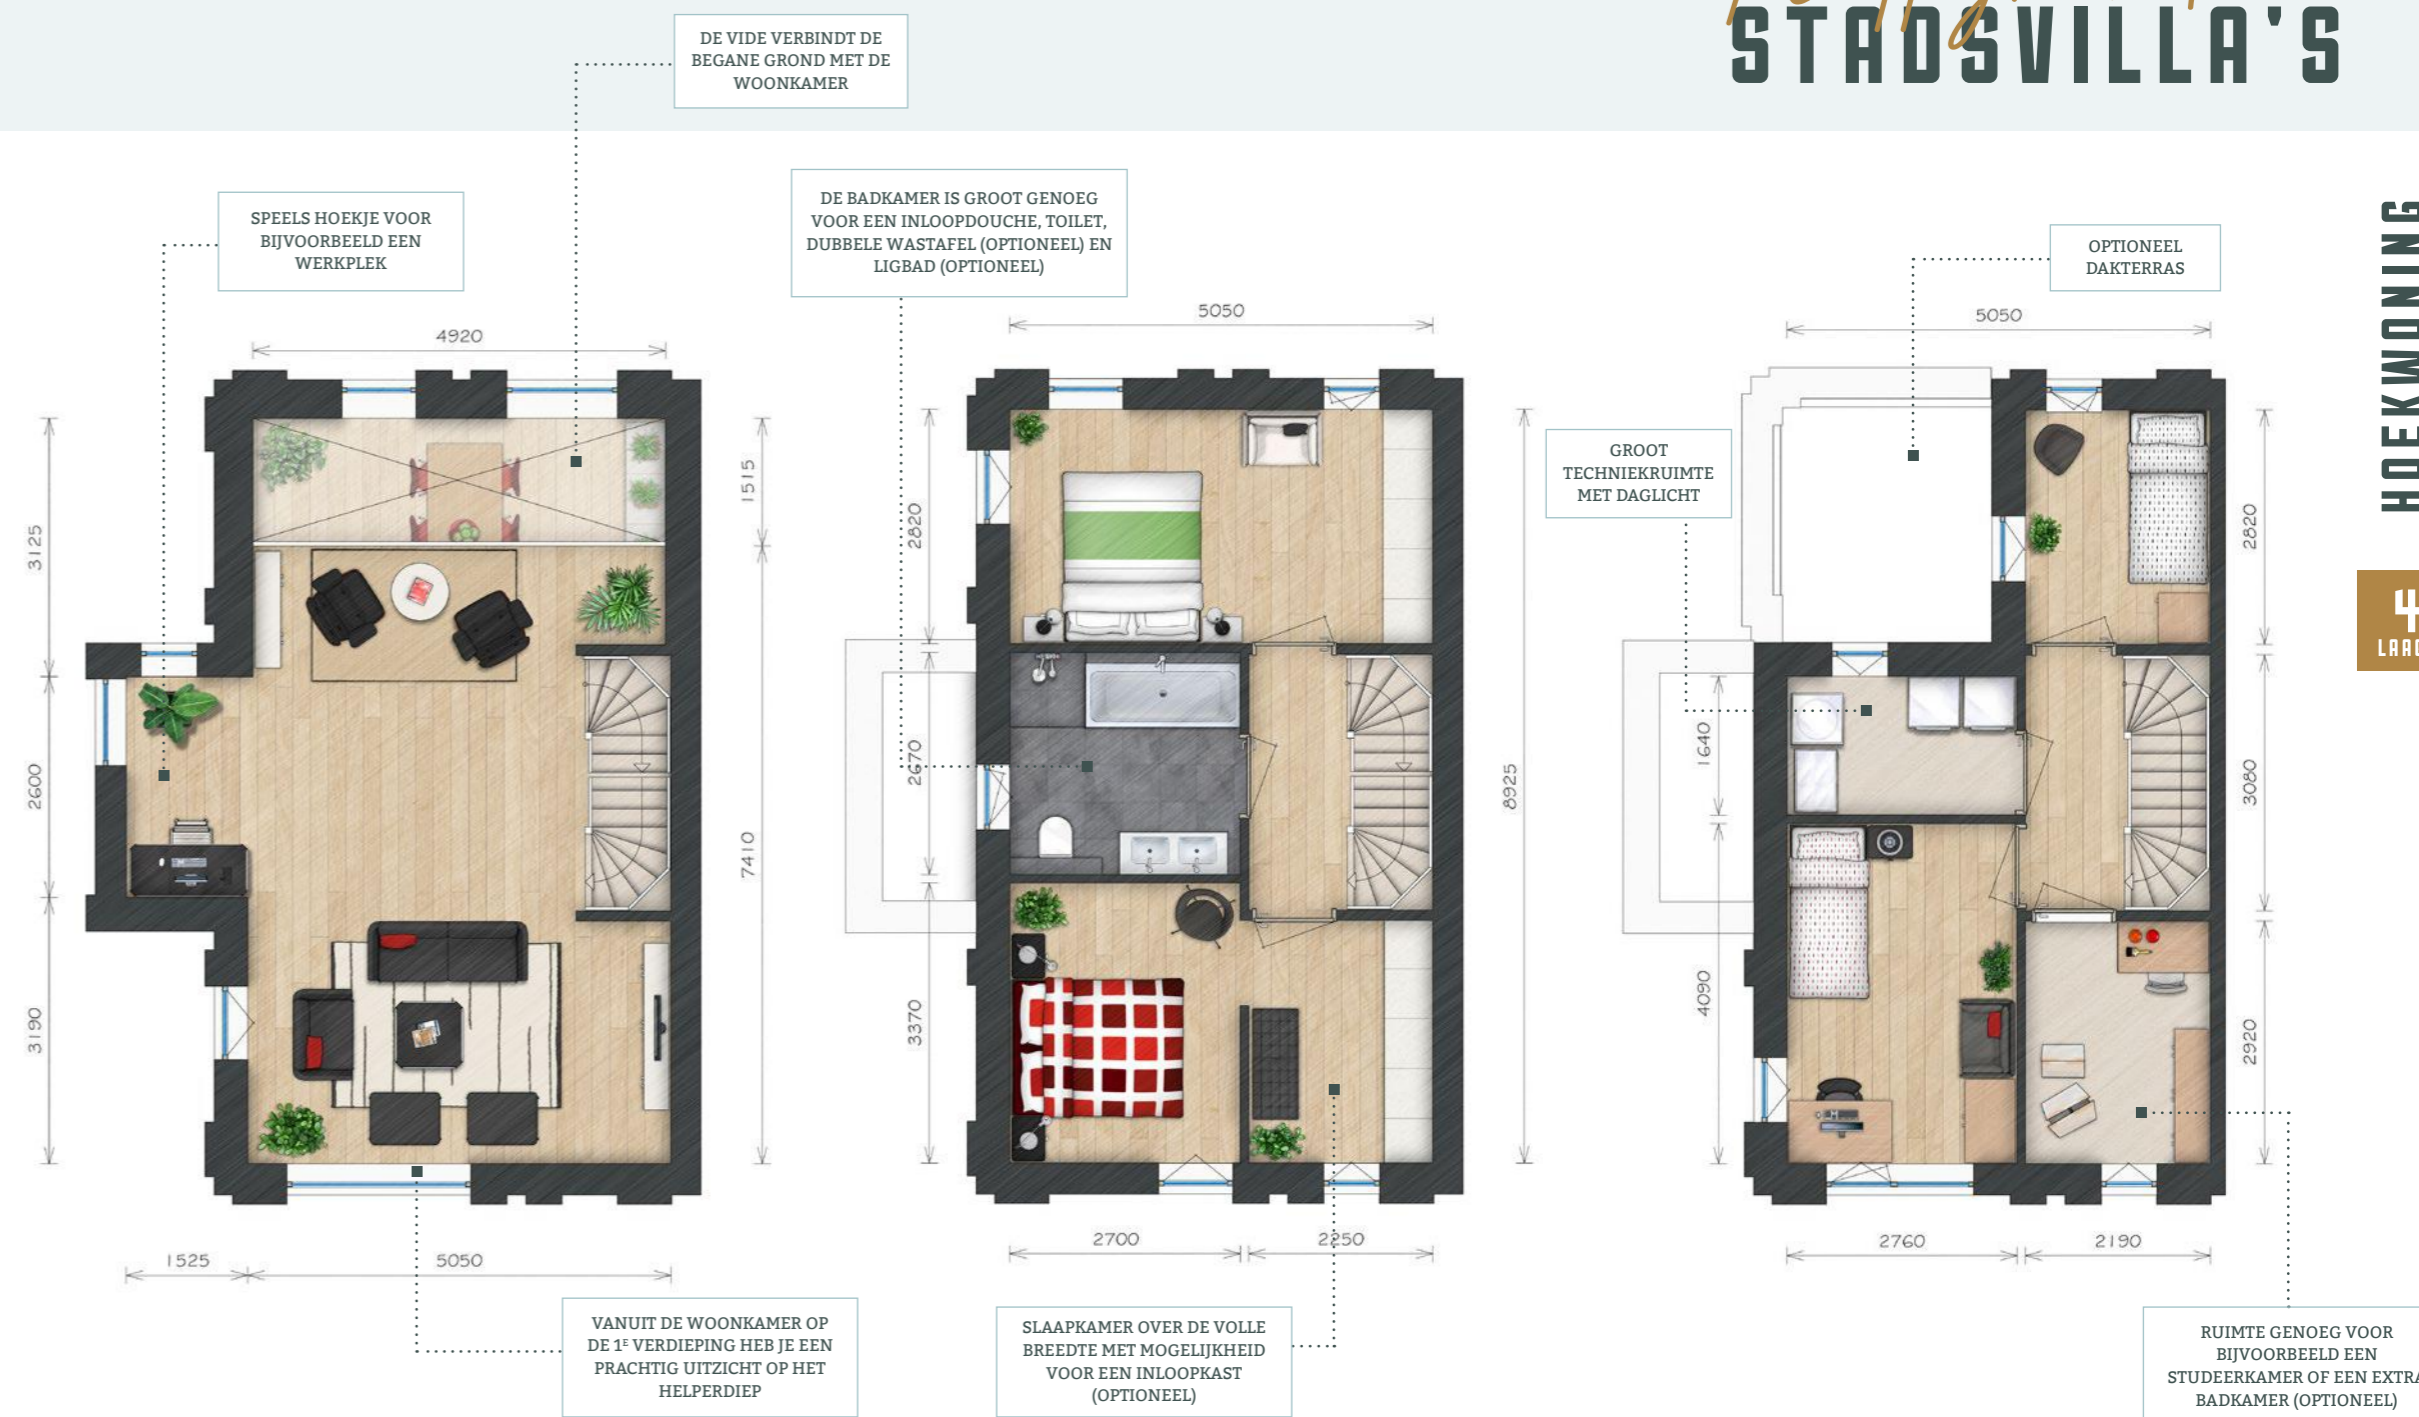 STADSVILLA'S
DE VIDE VERBINDT DE
BEGANE GROND MET DE
WOONKAMER
SPEELS HOEKJE VOOR
BIJVOORBEELD EEN
WERKPLEK
DE BADKAMER IS GROOT GENOEG
VOOR EEN INLOOPDOUCHE, TOILET,
DUBBELE WASTAFEL (OPTIONEEL) EN
LIGBAD (OPTIONEEL)
OPTIONEEL
DAKTERRAS
HOEKWONING
4
GROOT
TECHNIEKRUIMTE
MET DAGLICHT
4920
3125
2600
3190
1515
7410
1525
5050
5050
2820
2670
3370
8925
2700
2250
5050
1640
4090
2820
3080
2920
2760
2190
VANUIT DE WOONKAMER OP
DE 1E VERDIEPING HEB JE EEN
PRACHTIG UITZICHT OP HET
HELPERDIEP
SLAAPKAMER OVER DE VOLLE
BREEDTE MET MOGELIJKHEID
VOOR EEN INLOOPKAST
(OPTIONEEL)
RUIMTE GENOEG VOOR
BIJVOORBEELD EEN
STUDEERKAMER OF EEN EXTRA
BADKAMER (OPTIONEEL)